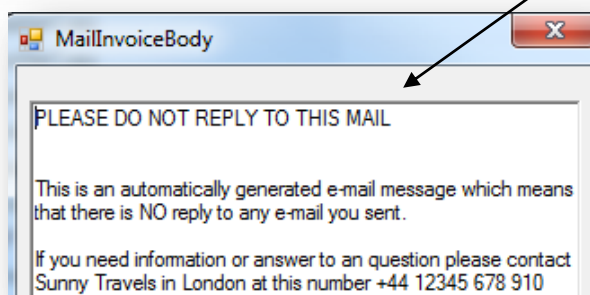 MailInvoiceBody
PLEASE DO NOT REPLY TO THIS MAIL
This is an automatically generated e-mail message which means
that there is NO reply to any e-mail you sent.
If you need information or answer to an question please contact
Sunny Travels in London at this number +44 12345 678 910